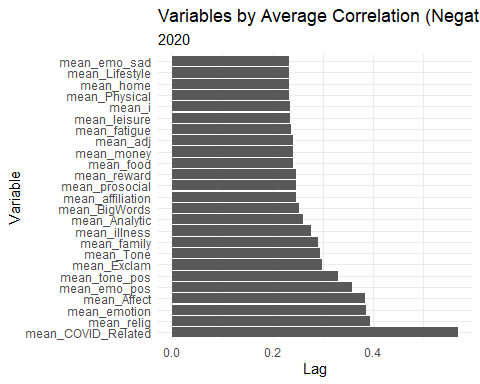 Variables by Average Correlation (Negat
2020
mean_emo_sad
mean_Lifestyle
mean_home
mean_Physical
mean_i
mean_leisure
mean_fatigue
mean_adj
mean_money
mean_food
mean_reward
mean_prosocial
mean_affiliation
mean_BigWords
mean_Analytic
mean_illness
mean_family
mean_Tone
mean_Exclam
mean_tone_pos
mean_emo_pos
mean_Affect
mean_emotion
mean_relig
mean_COVID_Related
Variable
0.0 0.2 0.4
Lag